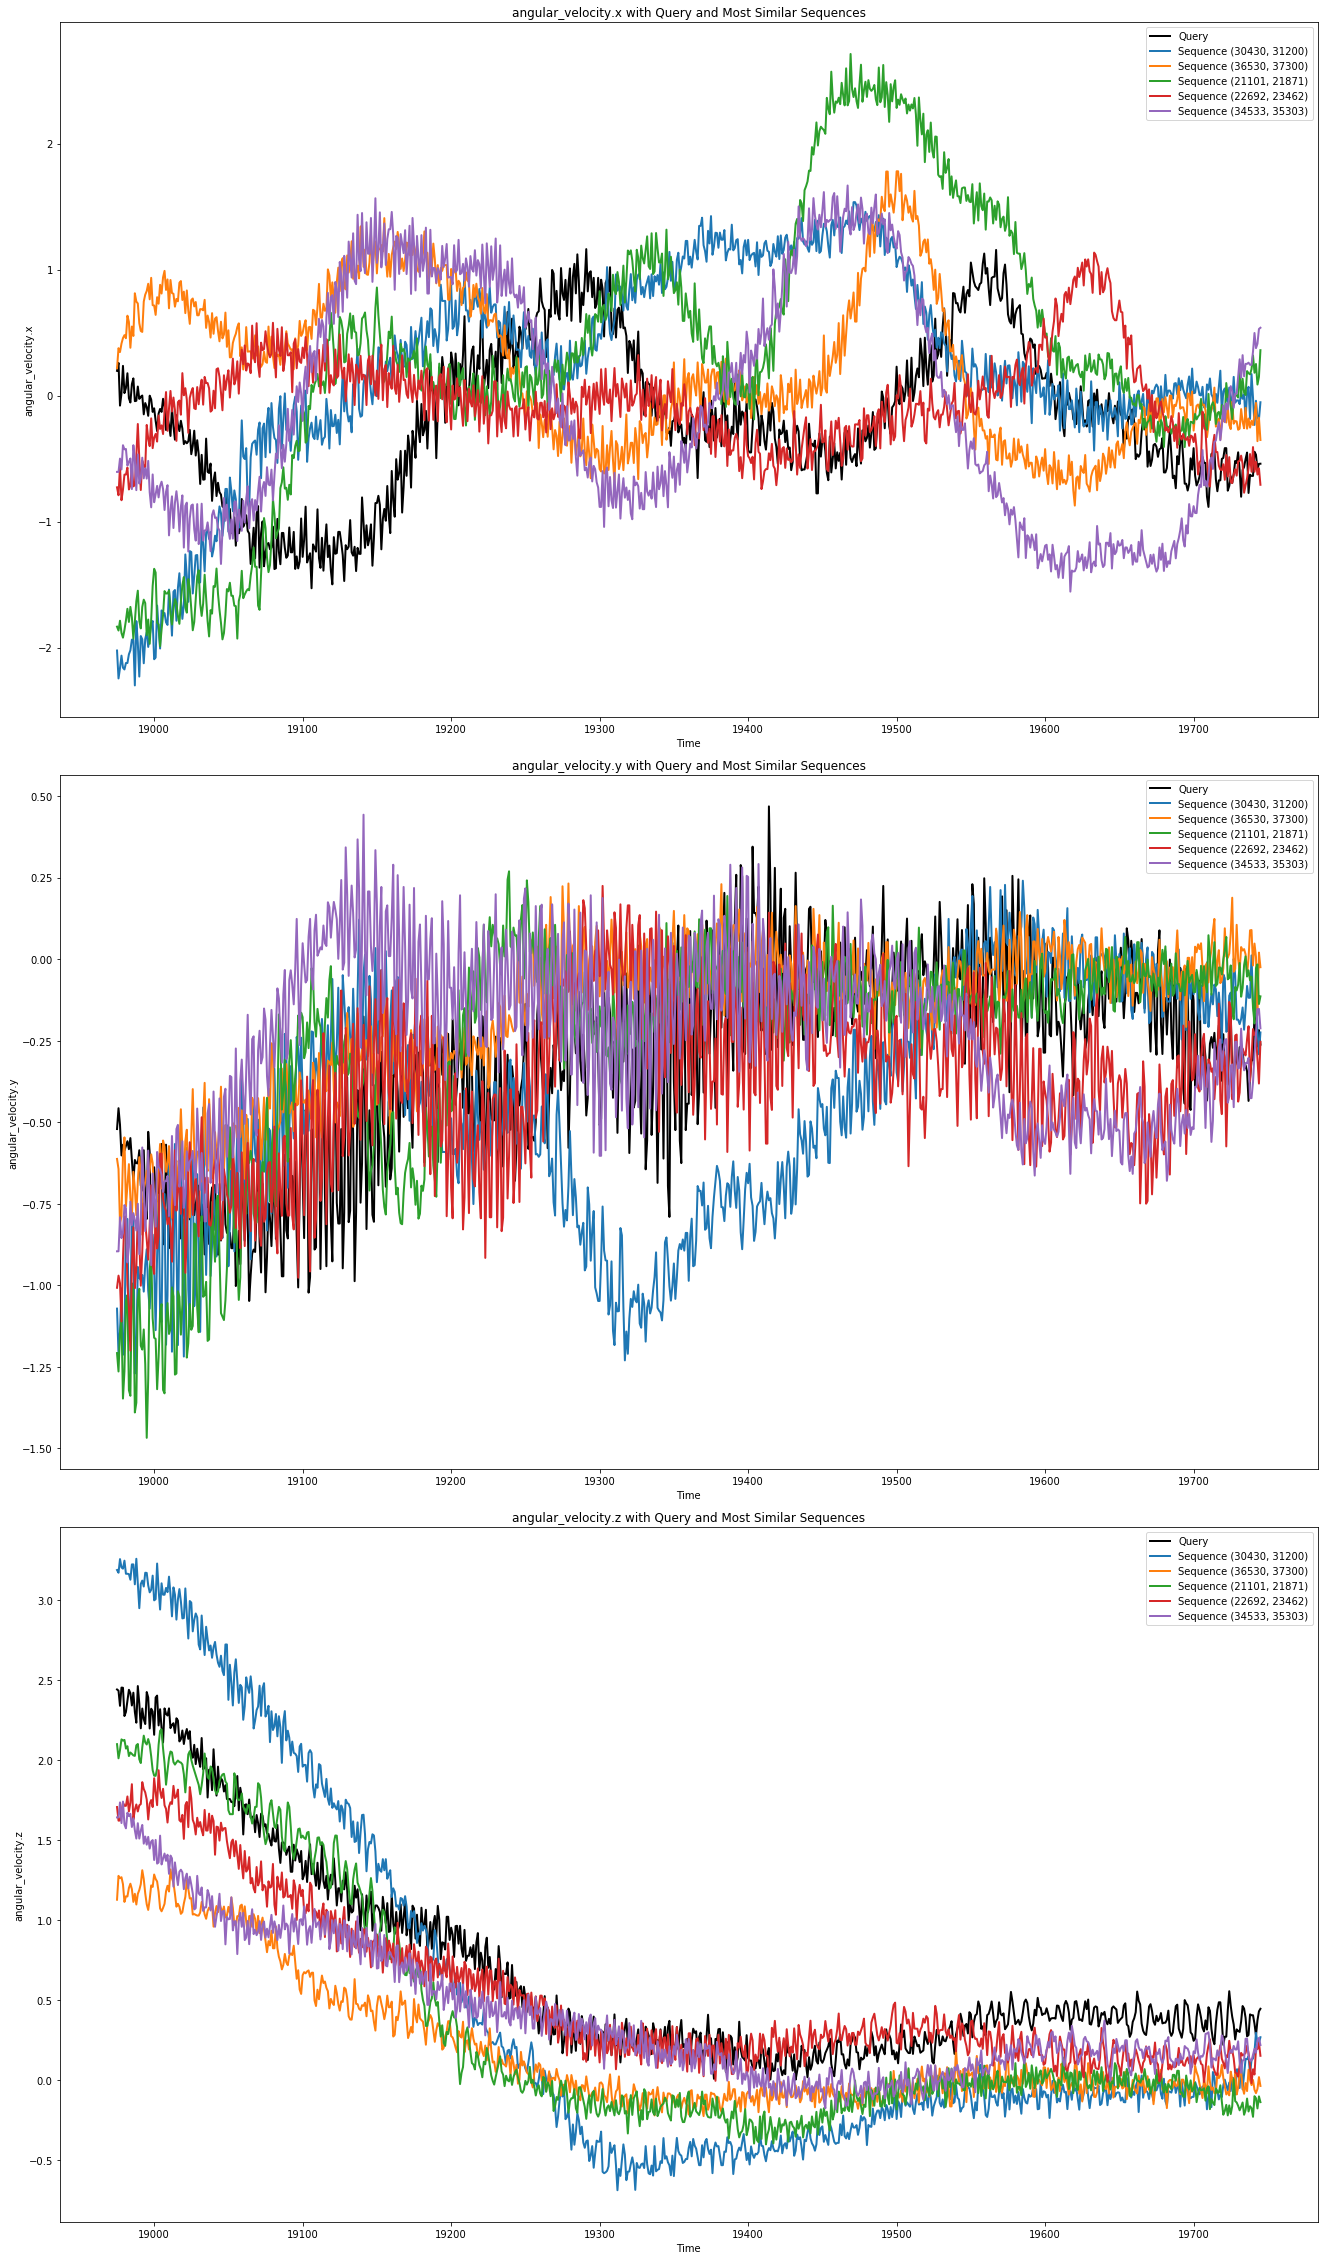 angular_velocity.x with Query and Most Similar Sequences
Query
Sequence (30430, 31200)
Sequence (36530, 37300)
Sequence (21101, 21871)
Sequence (22692, 23462)
Sequence (34533, 35303)
angular_velocity.x
2
1
0
−1
−2
19000 19100 19200 19300 19400 19500 19600 19700
Time
angular_velocity.y with Query and Most Similar Sequences
Query
Sequence (30430, 31200)
Sequence (36530, 37300)
Sequence (21101, 21871)
Sequence (22692, 23462)
Sequence (34533, 35303)
angular_velocity.y
0.50
0.25
0.00
−0.25
−0.50
−0.75
−1.00
−1.25
−1.50
19000 19100 19200 19300 19400 19500 19600 19700
Time
angular_velocity.z with Query and Most Similar Sequences
Query
Sequence (30430, 31200)
Sequence (36530, 37300)
Sequence (21101, 21871)
Sequence (22692, 23462)
Sequence (34533, 35303)
angular_velocity.z
3.0
2.5
2.0
1.5
1.0
0.5
0.0
−0.5
19000 19100 19200 19300 19400 19500 19600 19700
Time